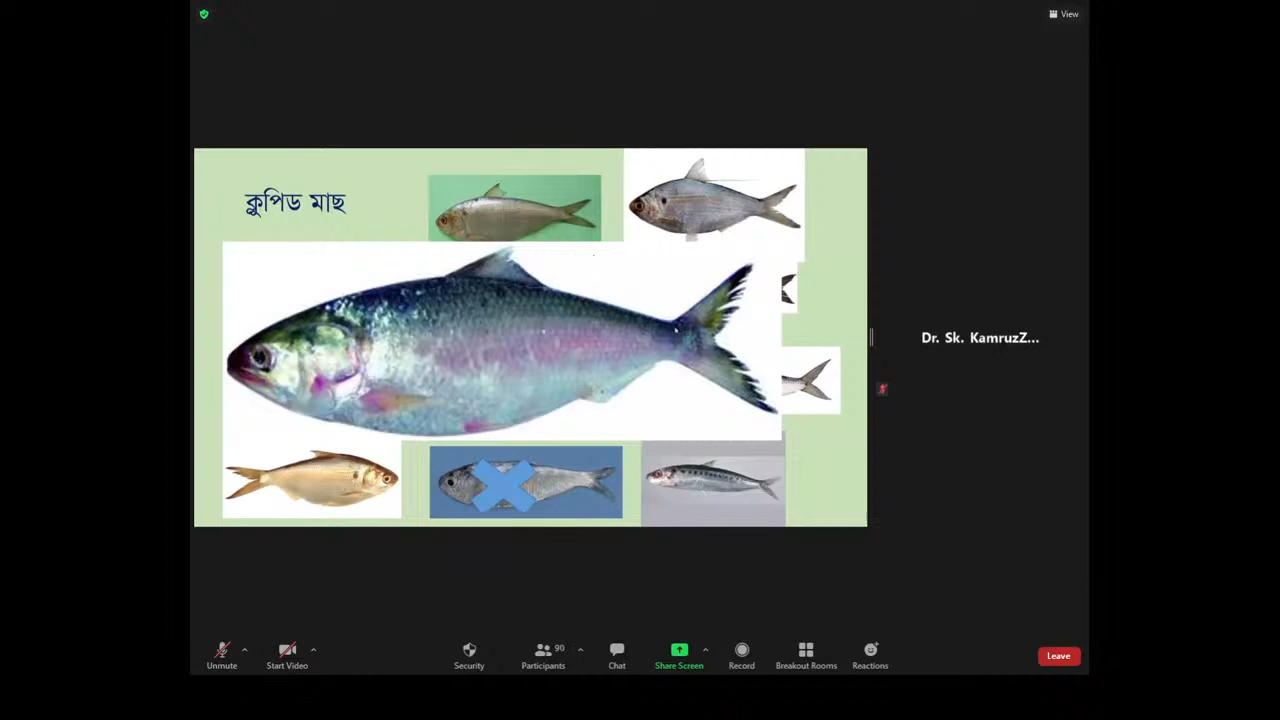 View
ক্লুপিড মাছ
Dr. Sk. KamruzZ...
90
Unmute
Start Video
Security
Participants
Chat
Share Screen
Record
Breakout Rooms
Reactions
Leave